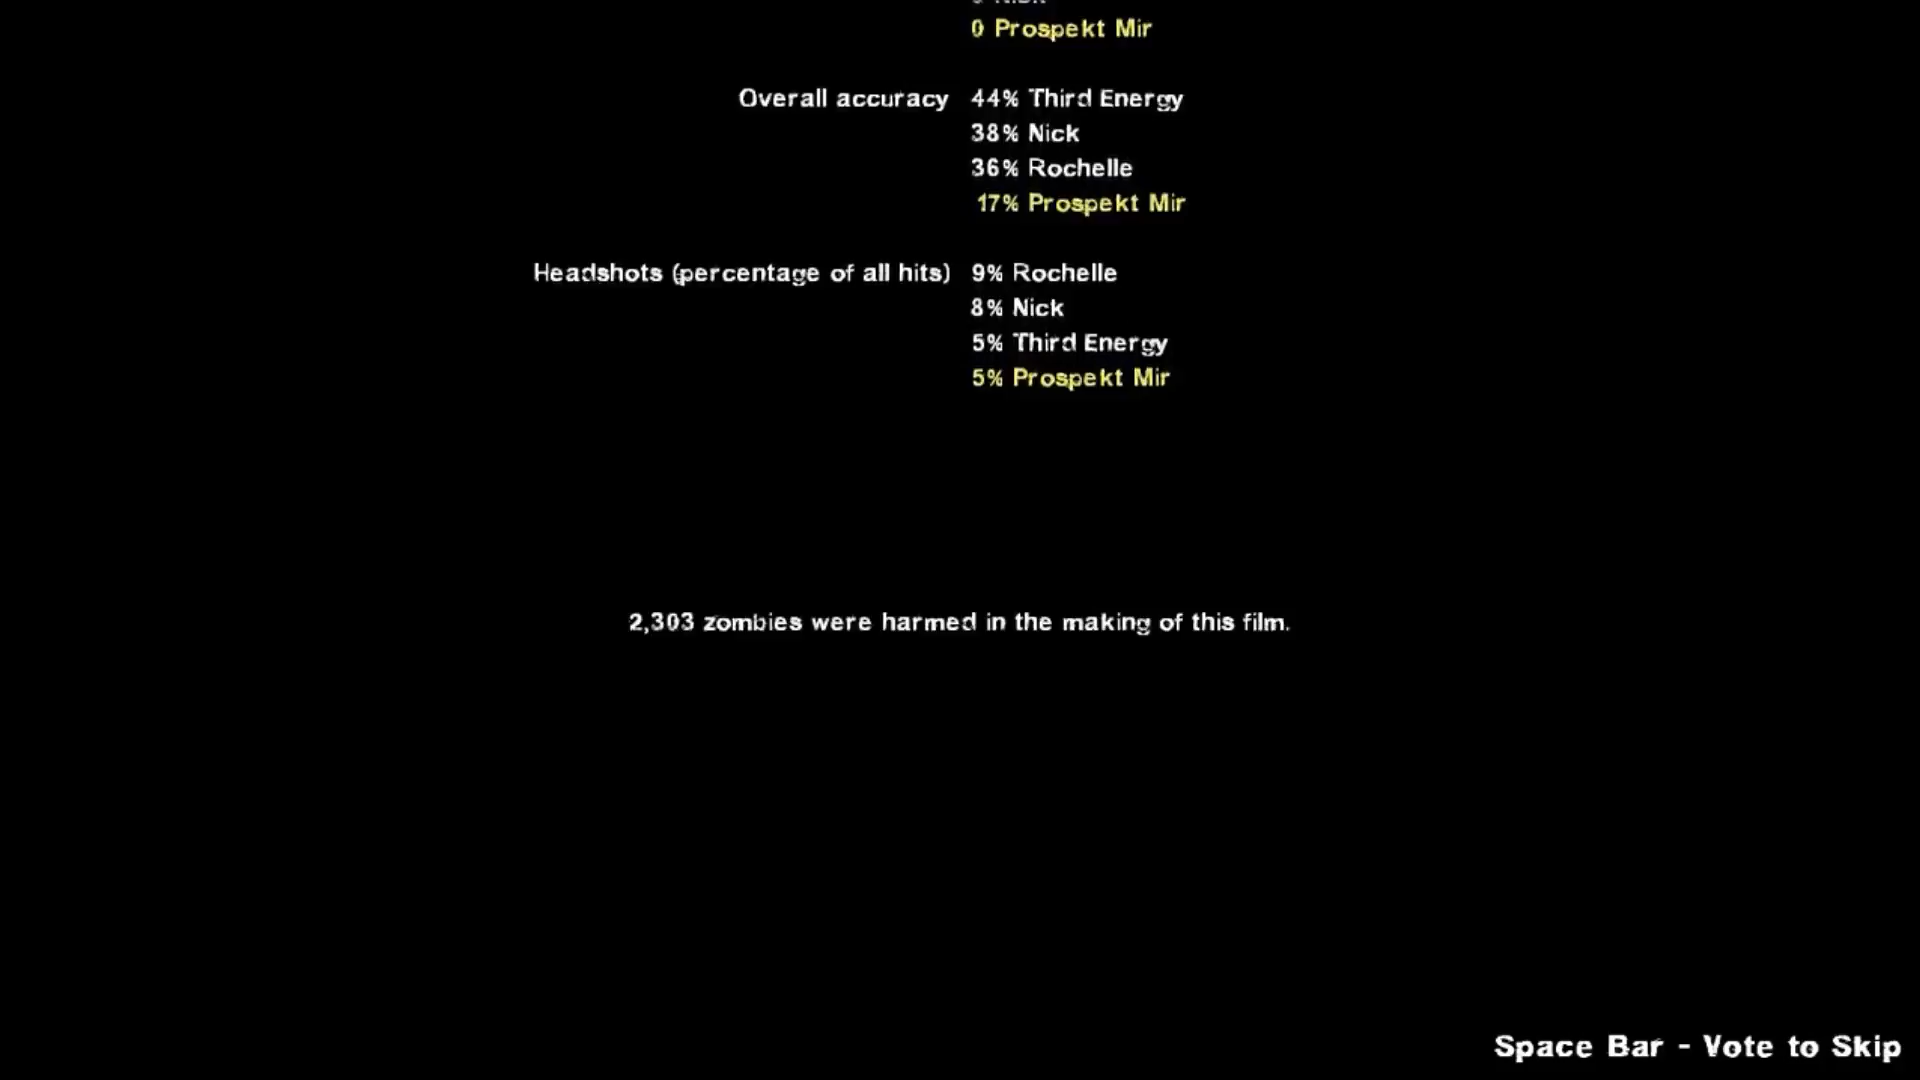 0 Prospekt Mir
Overall accuracy 44% Third Energy
38% Nick
36% Rochelle
17% Prospekt Mir
Headshots (percentage of all hits) 9% Rochelle
8% Nick
5% Third Energy
5% Prospekt Mir
2,303 zombies were harmed in the making of this film.
Space Bar - Vote to Skip